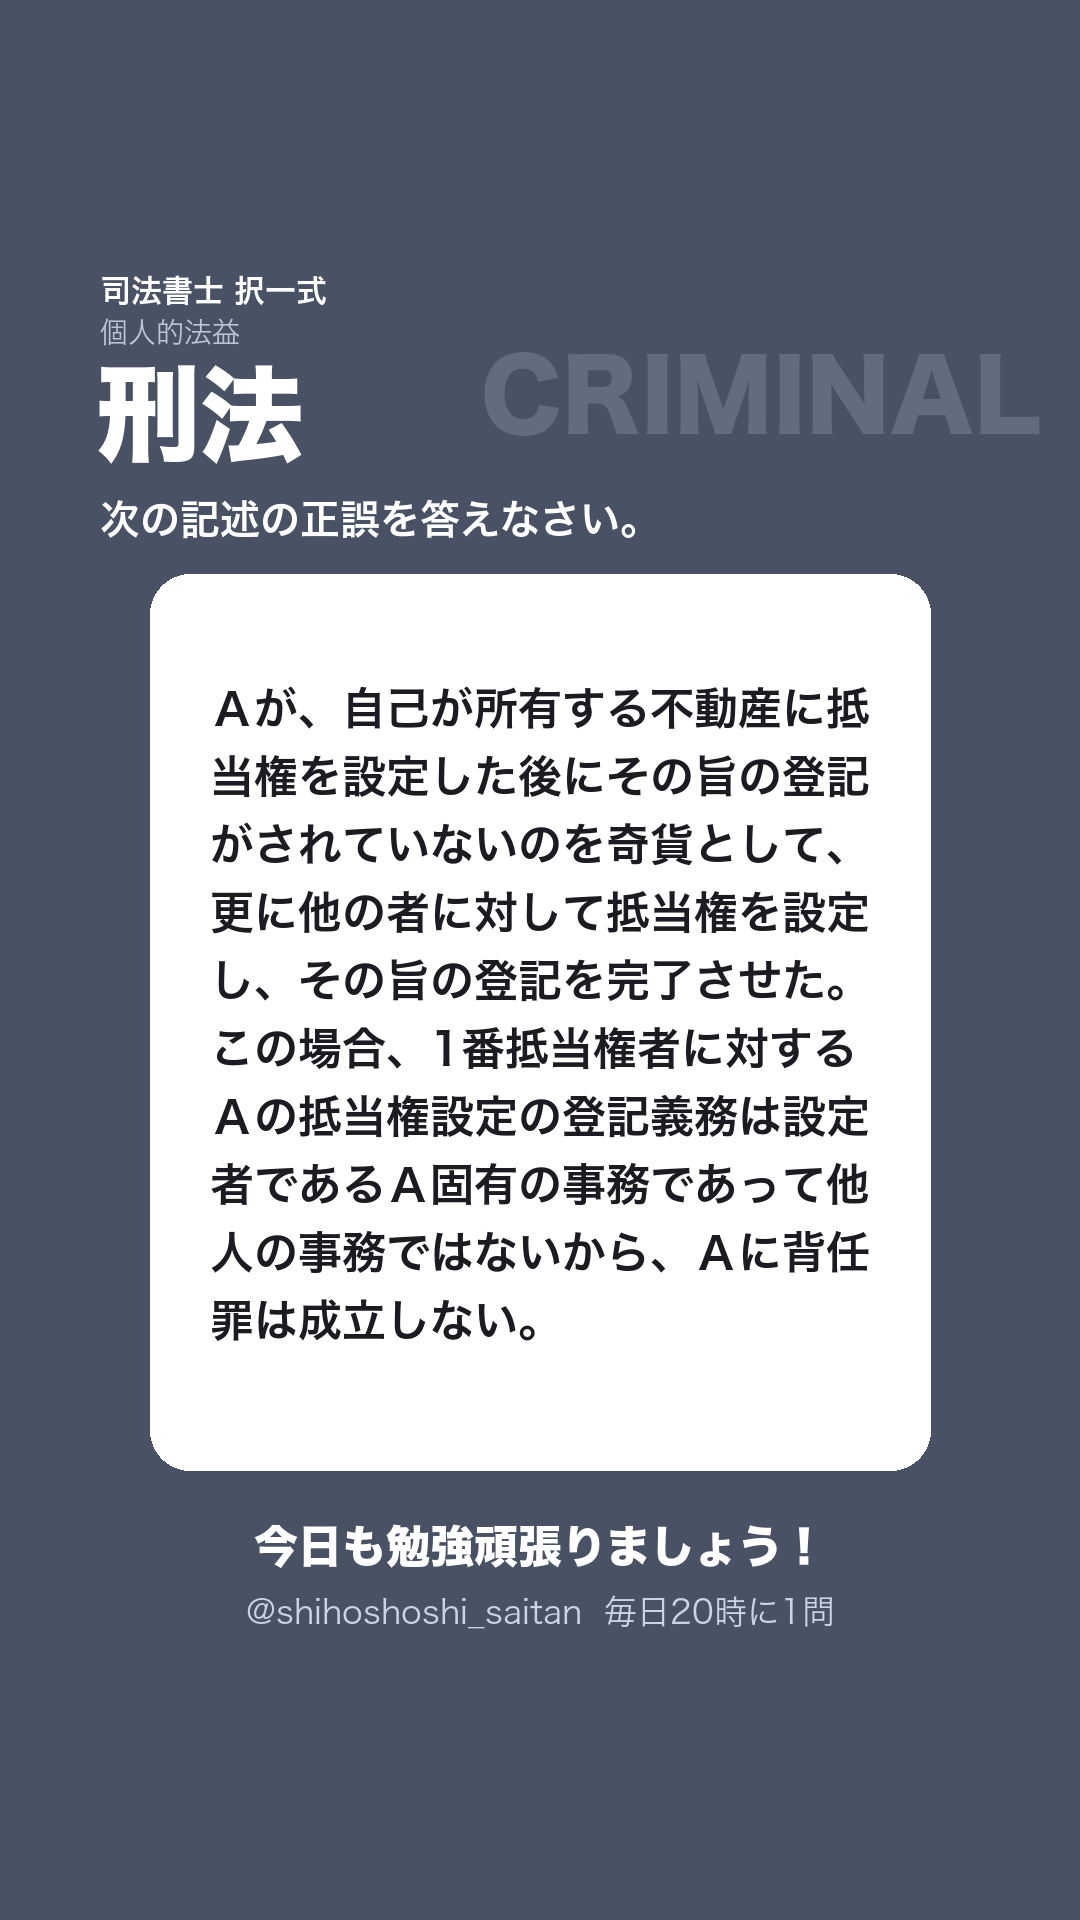 司法書士 択一式
個人的法益
刑法
CRIMINAL
次の記述の正誤を答えなさい。
Ａが、自己が所有する不動産に抵
当権を設定した後にその旨の登記
がされていないのを奇貨として、
更に他の者に対して抵当権を設定
し、その旨の登記を完了させた。
この場合、1番抵当権者に対する
Ａの抵当権設定の登記義務は設定
者であるＡ固有の事務であって他
人の事務ではないから、Ａに背任
罪は成立しない。
今日も勉強頑張りましょう！
@shihoshoshi_saitan 毎日20時に1問